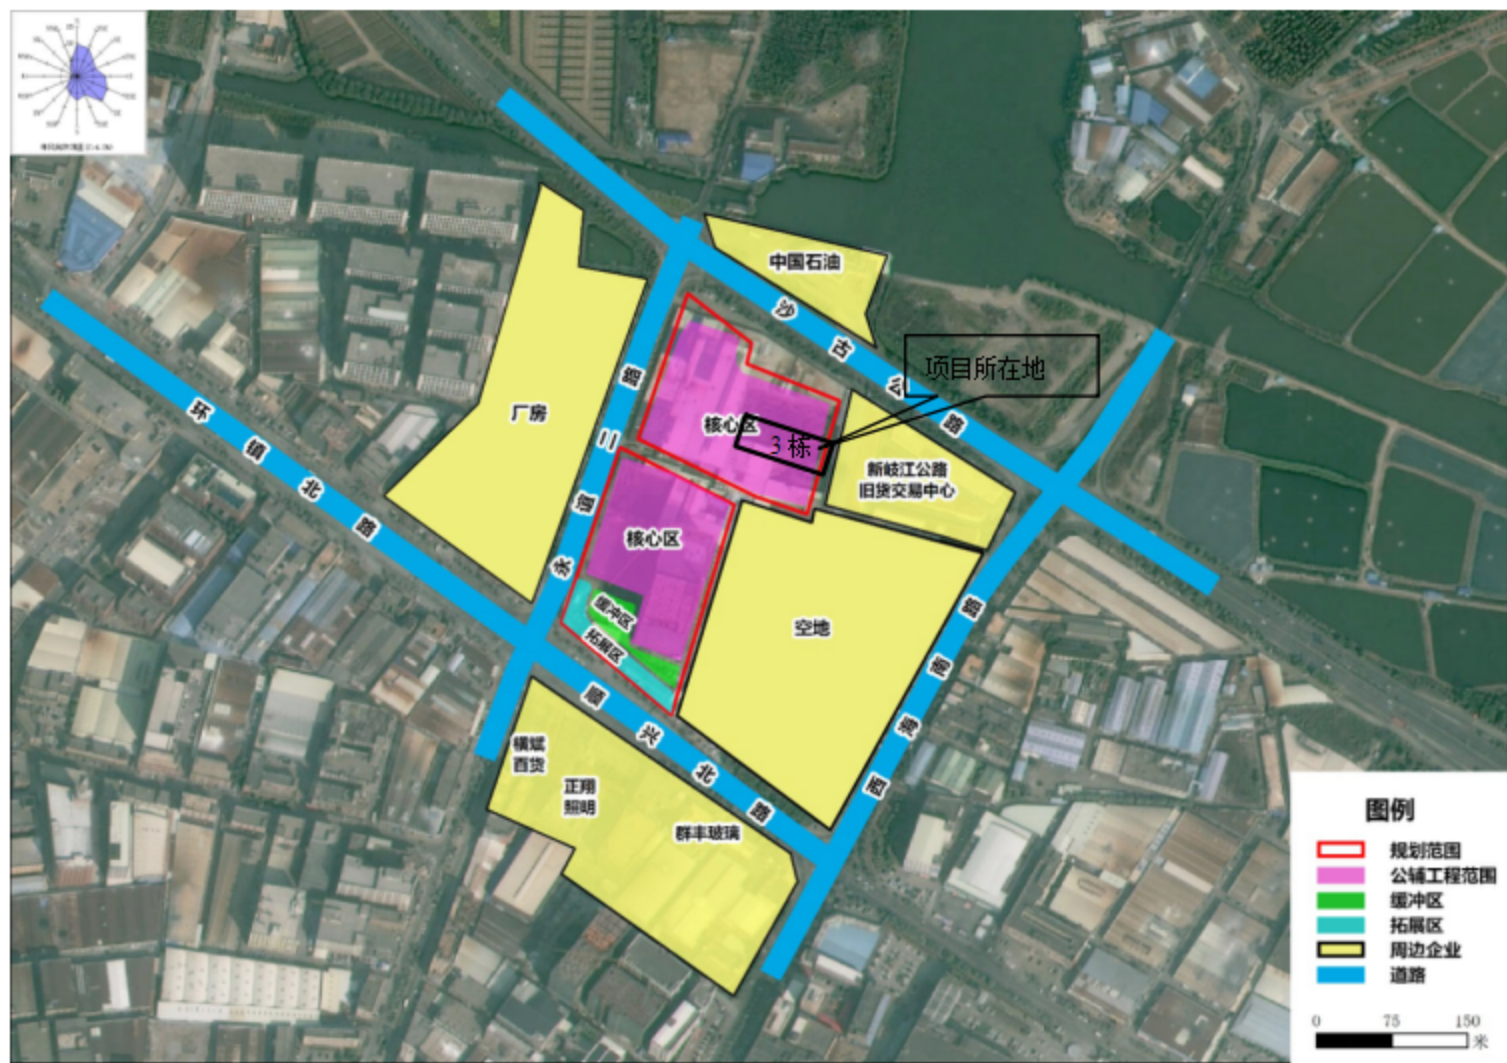 中国石油
沙古公路
项目所在地
厂房
核心区
3栋
新岐江公路
旧货交易中心
永谊二路
环镇北路
核心区
缓冲区
拓展区
空地
西海南路
顺兴北路
横斌
百货
正翔
照明
群丰玻璃
图例
规划范围
公辅工程范围
缓冲区
拓展区
周边企业
道路
0 75 150
米